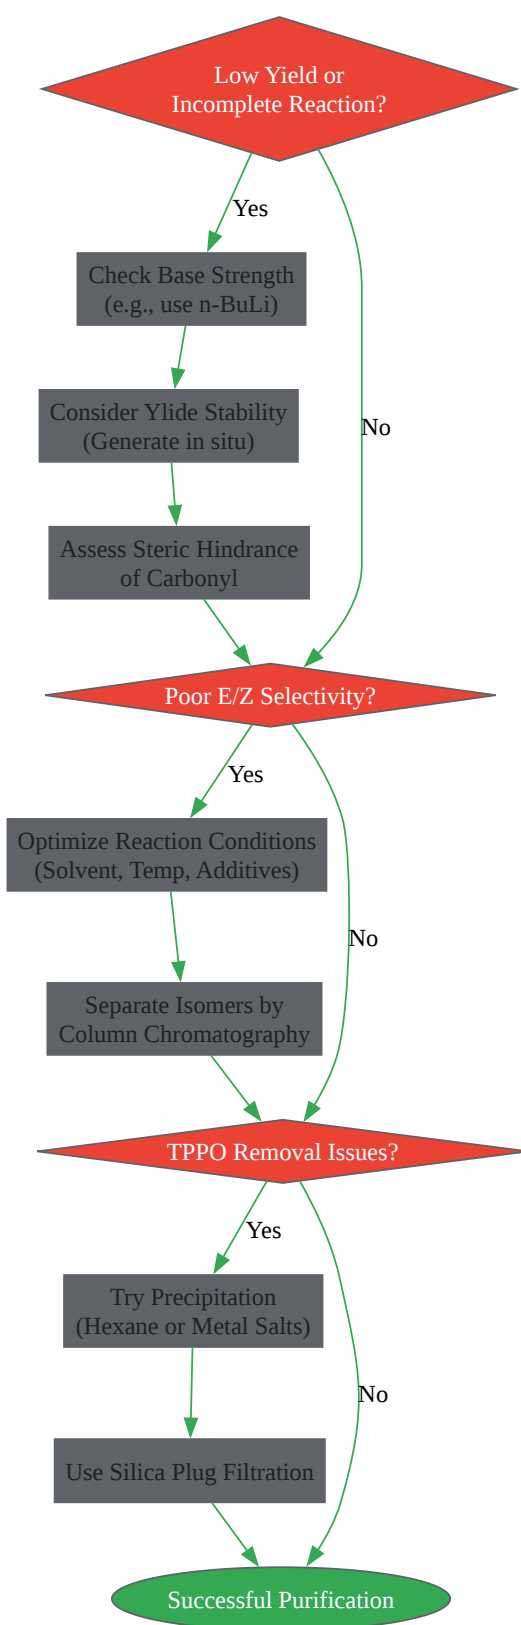 Low Yield or
Incomplete Reaction?
Yes
Check Base Strength
(e.g., use n-BuLi)
Consider Ylide Stability
(Generate in situ)
No
Assess Steric Hindrance
of Carbonyl
Poor E/Z Selectivity?
Yes
Optimize Reaction Conditions
(Solvent, Temp, Additives)
No
Separate Isomers by
Column Chromatography
TPPO Removal Issues?
Yes
Try Precipitation
(Hexane or Metal Salts)
No
Use Silica Plug Filtration
Successful Purification